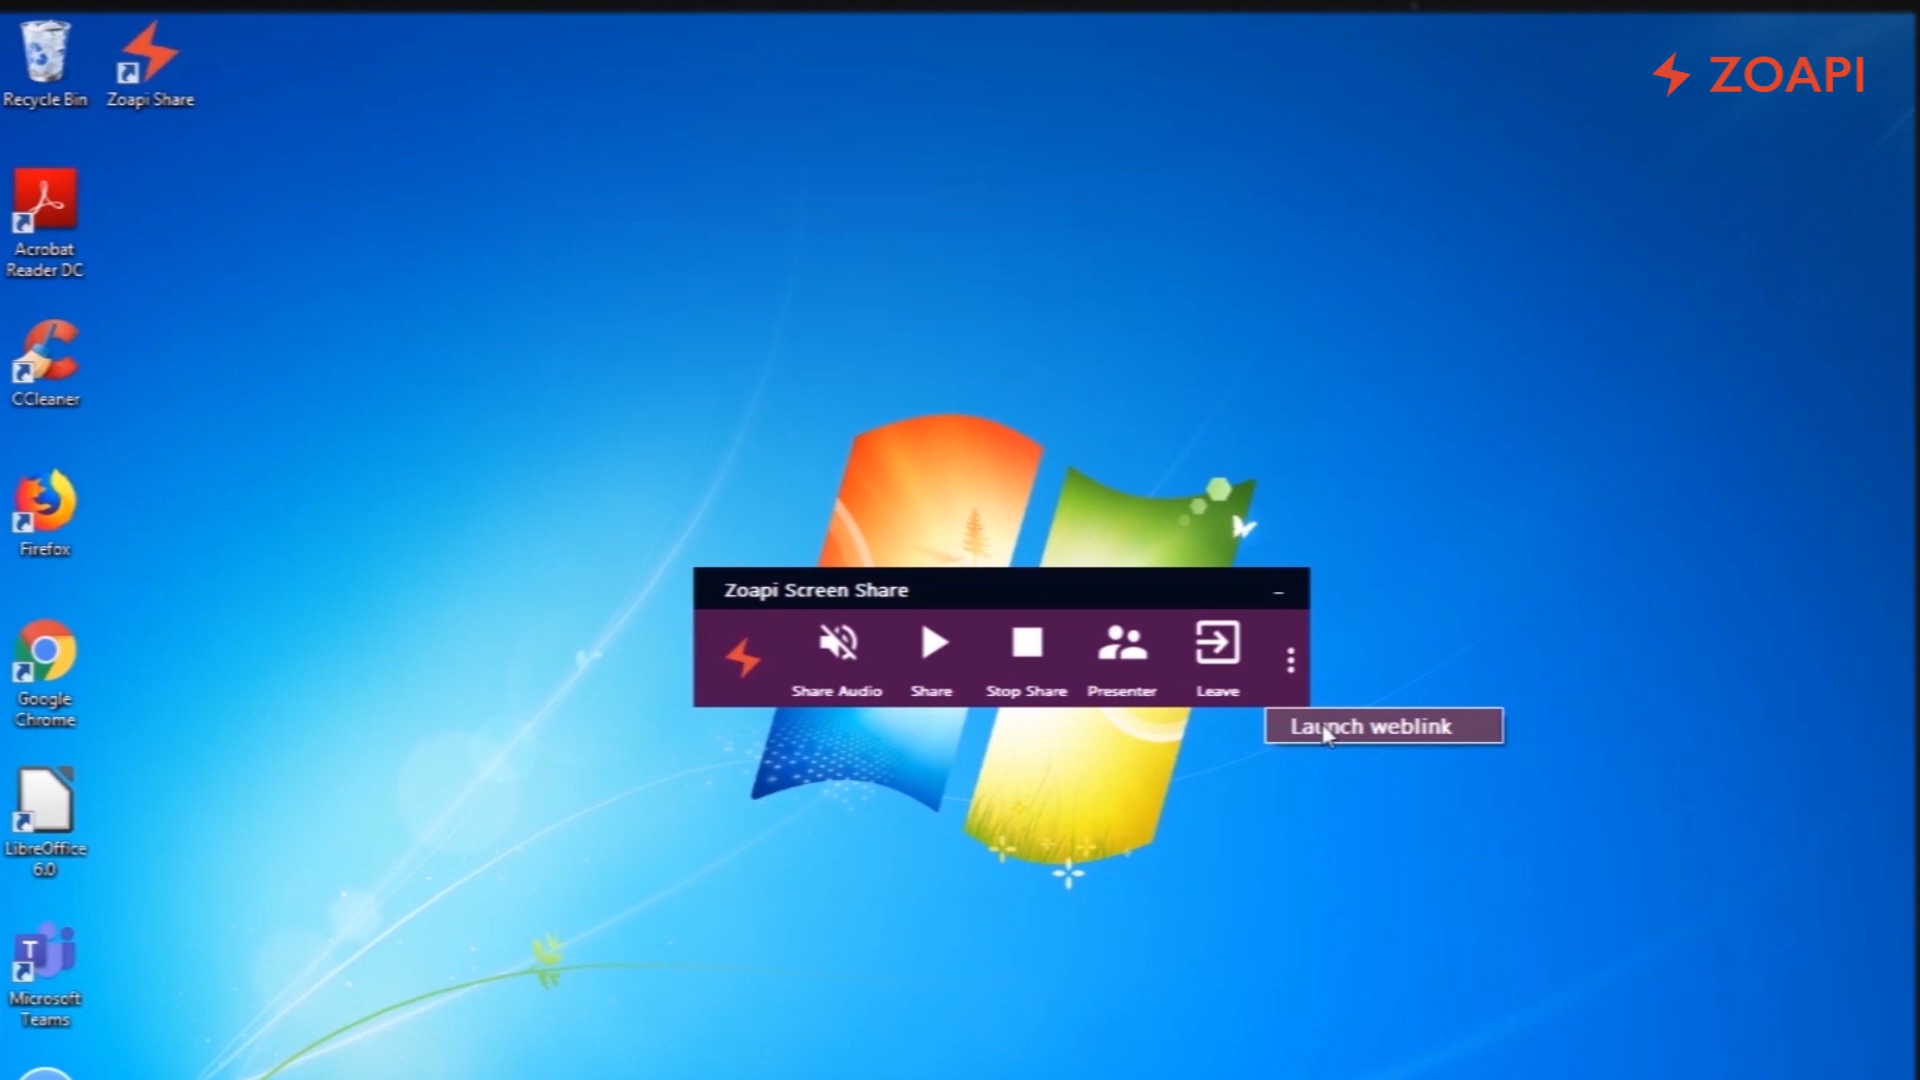 Recycle Bin
Zoapi Share
ZOAPI
Acrobat
Reader DC
CCleaner
Firefox
Google
Chrome
LibreOffice
6.0
T
Microsoft
Teams
Zoapi Screen Share
Share Audio
Share
Stop Share
Presenter
Leave
Launch weblink